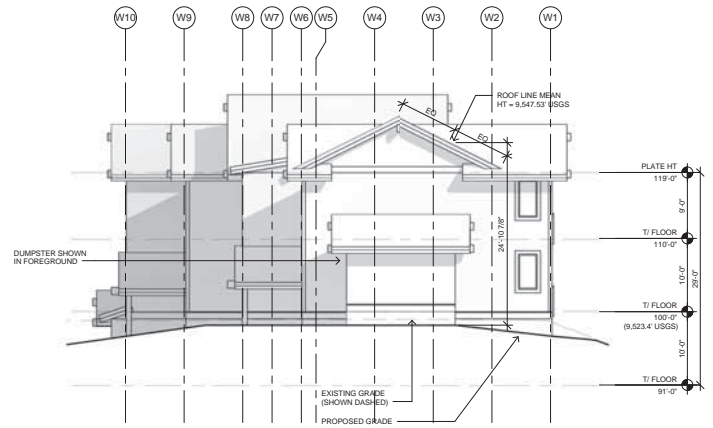 W10 W9 W8 W7 W6 W5 W4 W3 W2 W1
ROOF LINE MEAN
HT = 9,547.53' USGS
EQ
EQ
PLATE HT
119'-0"
9'-0"
T/ FLOOR
110'-0"
24'-10 7/8"
DUMPSTER SHOWN
IN FOREGROUND
10'-0"
29'-0"
T/ FLOOR
100'-0"
(9,523.4' USGS)
10'-0"
T/ FLOOR
91'-0"
EXISTING GRADE
(SHOWN DASHED)
PROPOSED GRADE